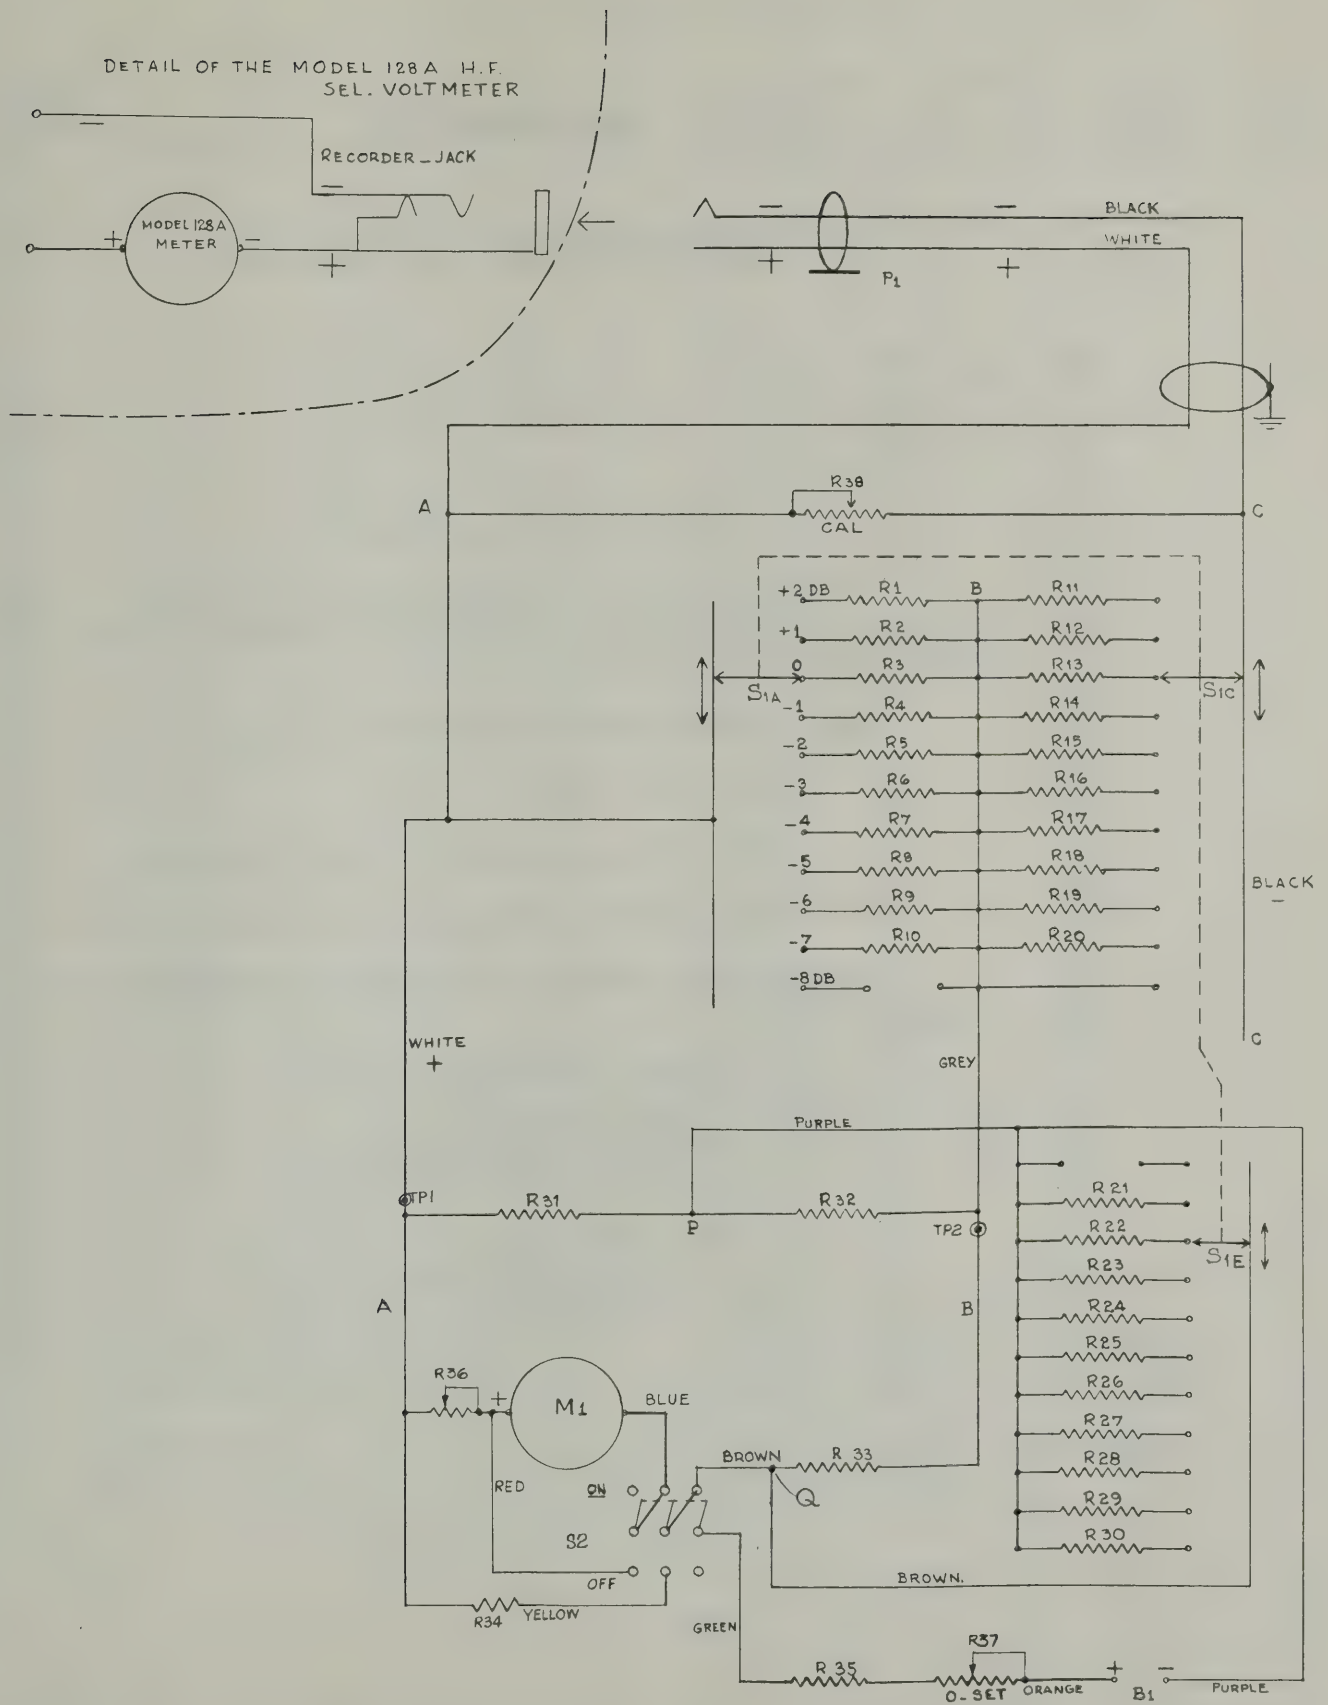 DETAIL OF THE MODEL 128A H.F.
SEL. VOLTMETER
−
RECORDER_JACK
−
MODEL 128A
METER
+
−
+
−
−
BLACK
WHITE
+
+
P1
A
R38
CAL
C
+2 DB
R1
B
R11
+1
R2
R12
0
R3
R13
S1A
S1C
-1
R4
R14
-2
R5
R15
-3
R6
R16
-4
R7
R17
-5
R8
R18
BLACK
−
-6
R9
R19
-7
R10
R20
-8 DB
WHITE
+
C
GREY
PURPLE
TP1
R31
P
R32
TP2
R21
R22
S1E
R23
A
B
R24
R25
R26
R27
R28
R29
R30
R36
+
M1
BLUE
BROWN
R 33
Q
RED
ON
S2
OFF
BROWN.
R34
YELLOW
GREEN
R 35
R37
O-SET
ORANGE
+
B1
−
PURPLE